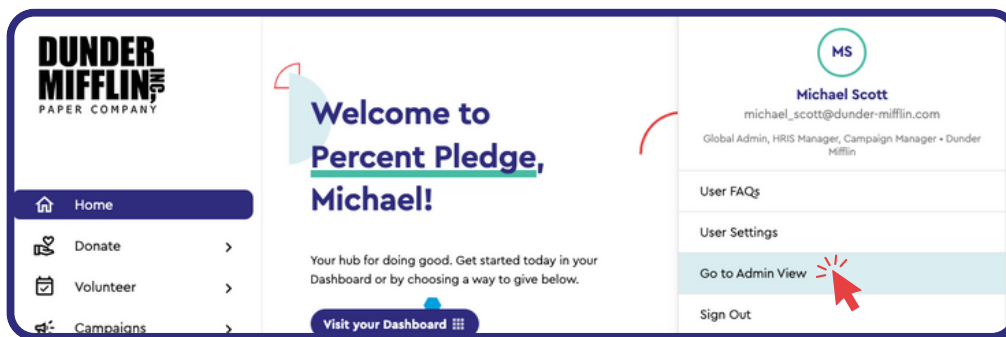 DUNDER
MIFFLIN, INC
PAPER COMPANY
Home
Donate
Volunteer
Campaigns
Welcome to
Percent Pledge,
Michael!
Your hub for doing good. Get started today in your
Dashboard or by choosing a way to give below.
Visit your Dashboard
MS
Michael Scott
michael_scott@dunder-mifflin.com
Global Admin, HRIS Manager, Campaign Manager • Dunder
Mifflin
User FAQs
User Settings
Go to Admin View
Sign Out